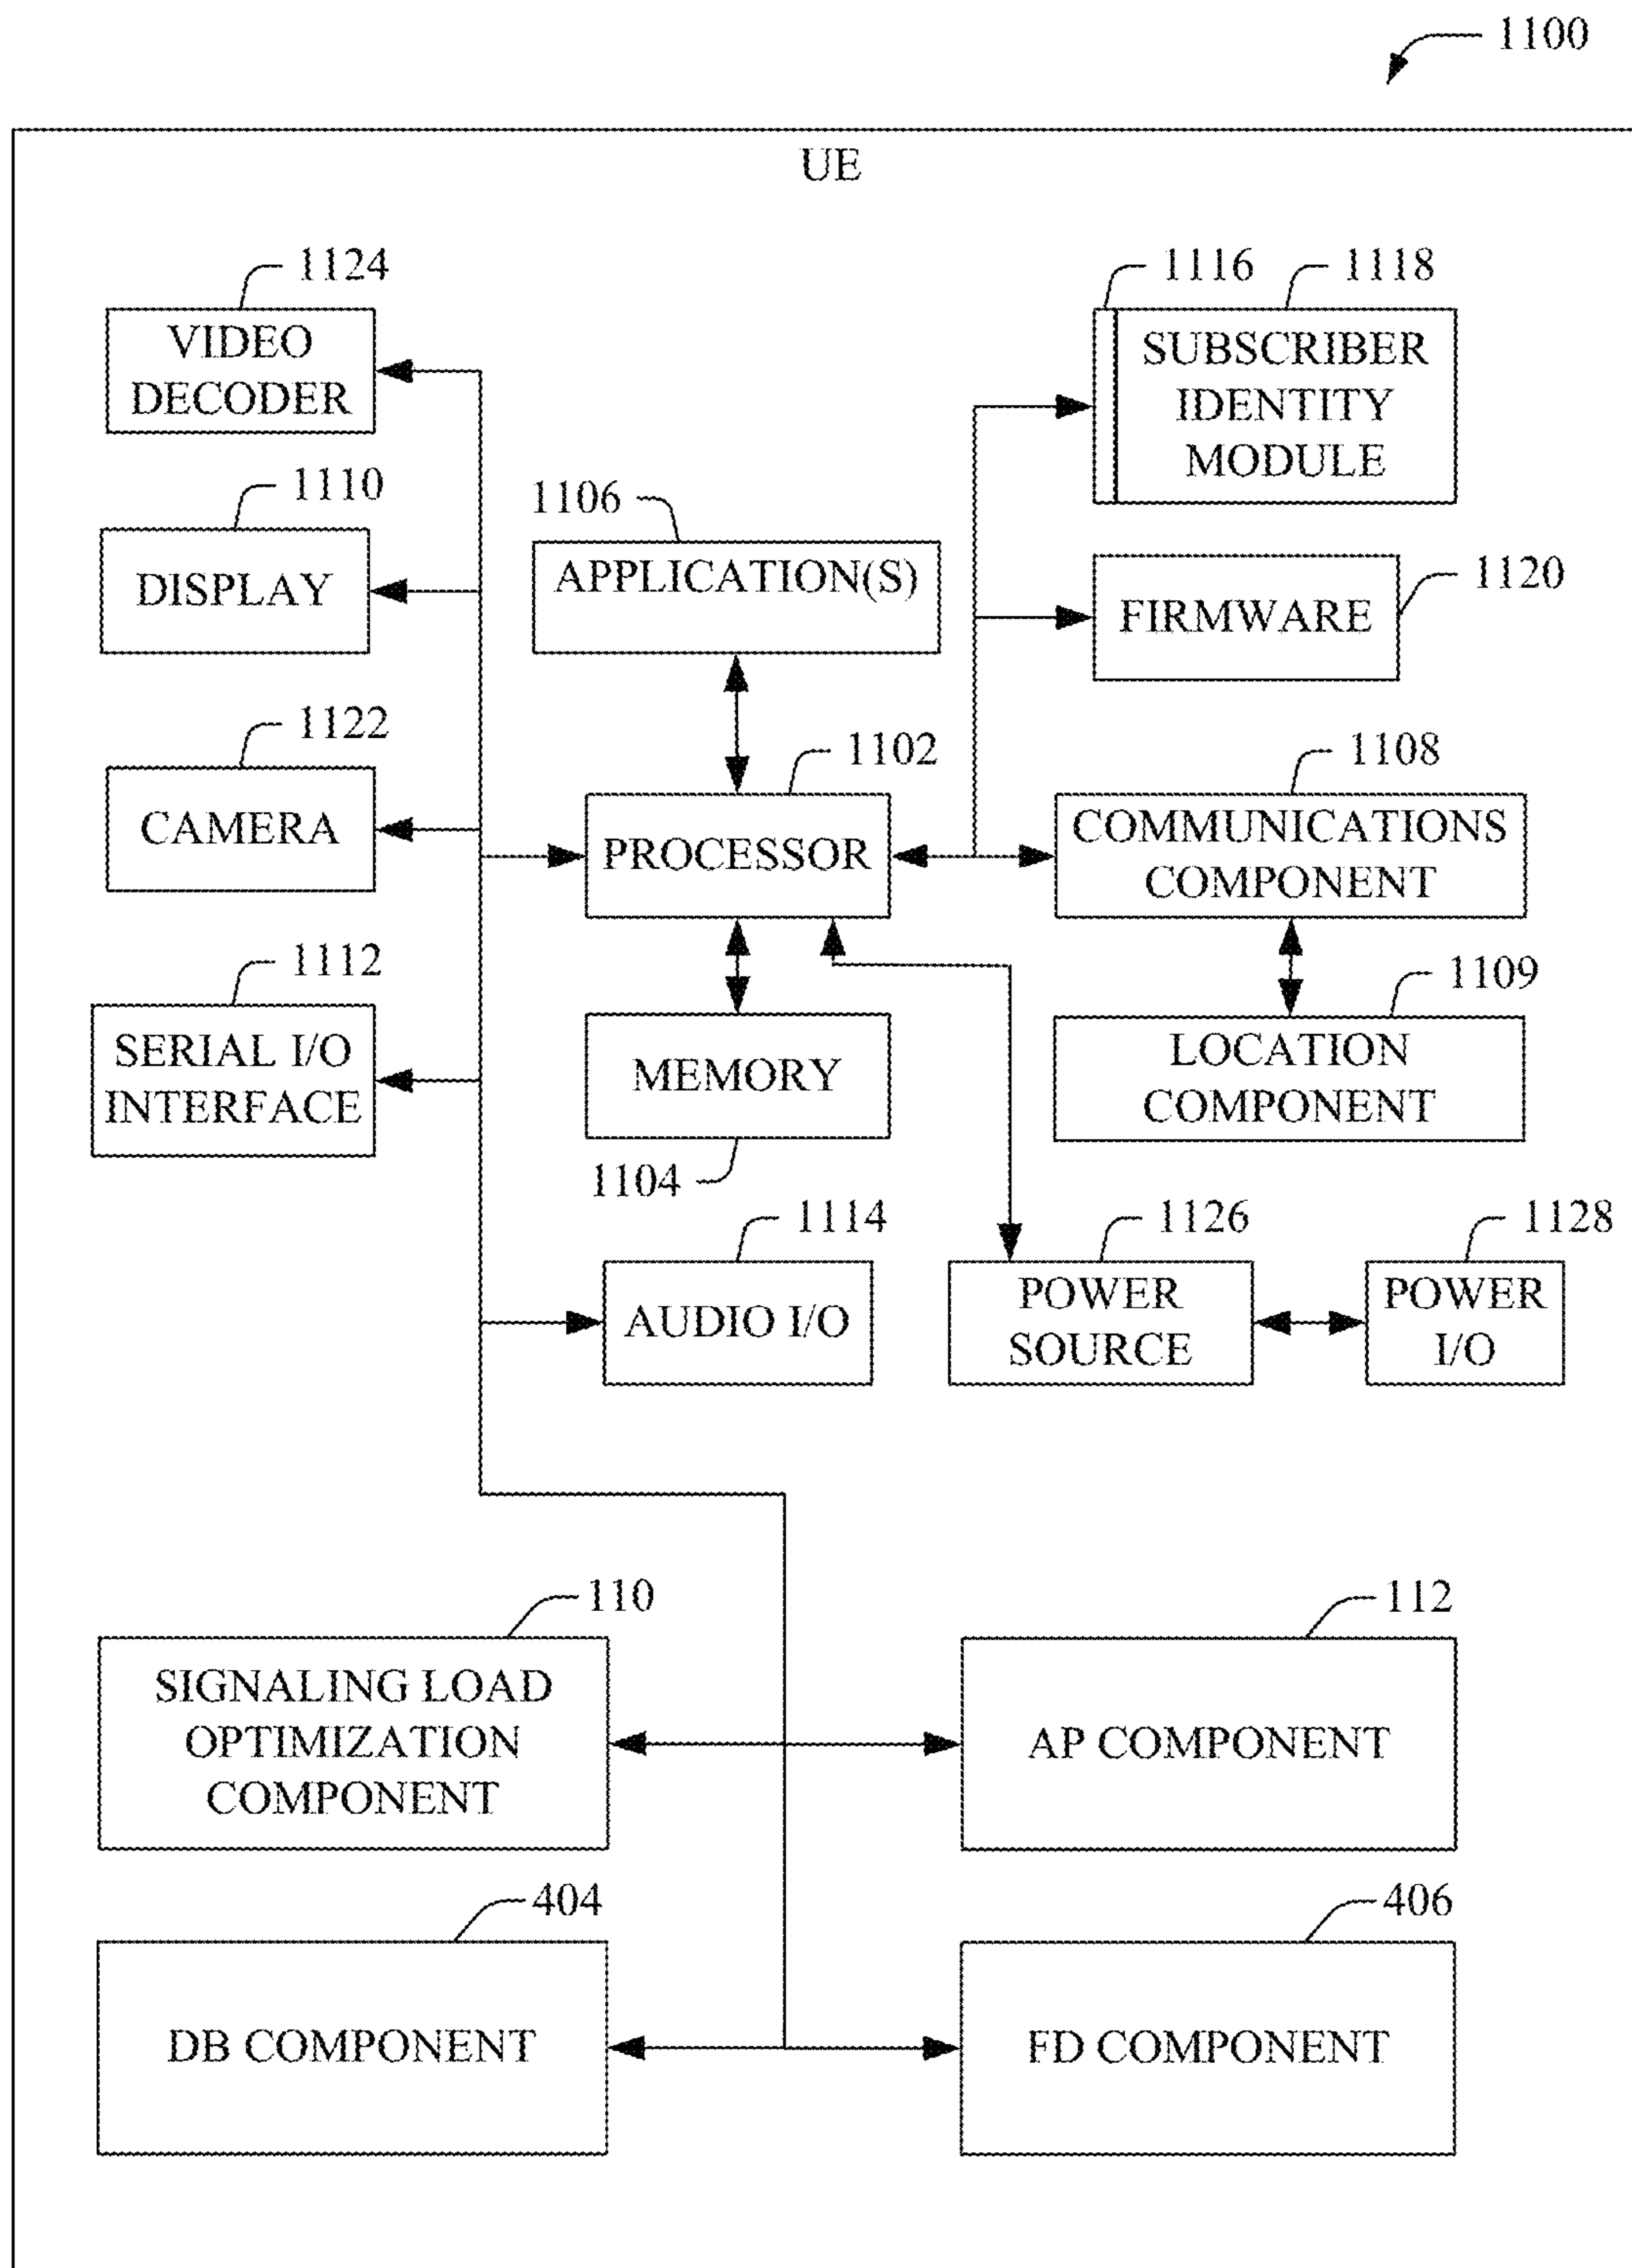 1100
UE
1124
VIDEO
DECODER
1116
1118
SUBSCRIBER
IDENTITY
MODULE
1110
DISPLAY
1106
APPLICATION(S)
1120
FIRMWARE
1122
CAMERA
1102
PROCESSOR
1108
COMMUNICATIONS
COMPONENT
1112
SERIAL I/O
INTERFACE
MEMORY
1104
1109
LOCATION
COMPONENT
1114
AUDIO I/O
1126
POWER
SOURCE
1128
POWER
I/O
110
SIGNALING LOAD
OPTIMIZATION
COMPONENT
112
AP COMPONENT
404
DB COMPONENT
406
FD COMPONENT